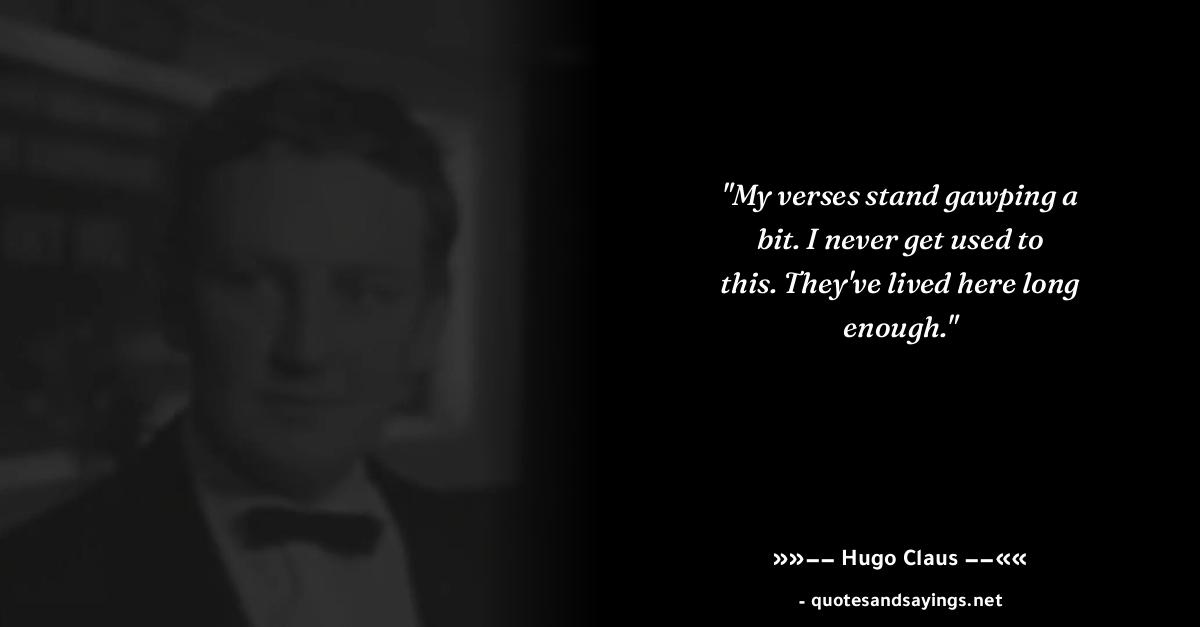 "My verses stand gawping a
bit. I never get used to
this. They've lived here long
enough."
»»−− Hugo Claus −−««
- quotesandsayings.net